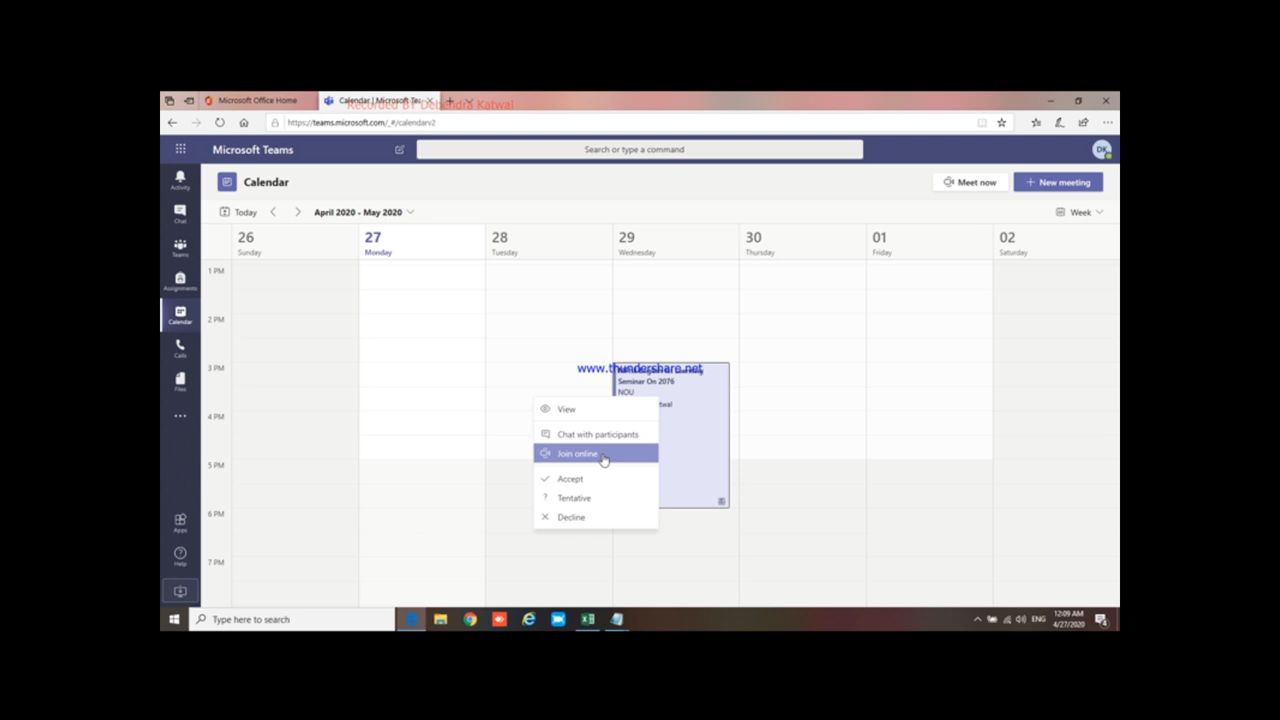 Microsoft Office Home
Calendar | Microsoft Te
Recorded BY Debendra Katwal
https://teams.microsoft.com/_#/calendarv2
Microsoft Teams
Search or type a command
DK
Activity
Calendar
Meet now
+ New meeting
Chat
Today
April 2020 - May 2020
Week
Teams
26
27
28
29
30
01
02
Sunday
Monday
Tuesday
Wednesday
Thursday
Friday
Saturday
Assignments
1 PM
Calendar
2 PM
Calls
3 PM
www.thundershare.net
Seminar On 2076
NOU
Files
twal
View
4 PM
Chat with participants
Join online
5 PM
Accept
Tentative
6 PM
Decline
Apps
Help
7 PM
Type here to search
ENG
12:09 AM
4/27/2020